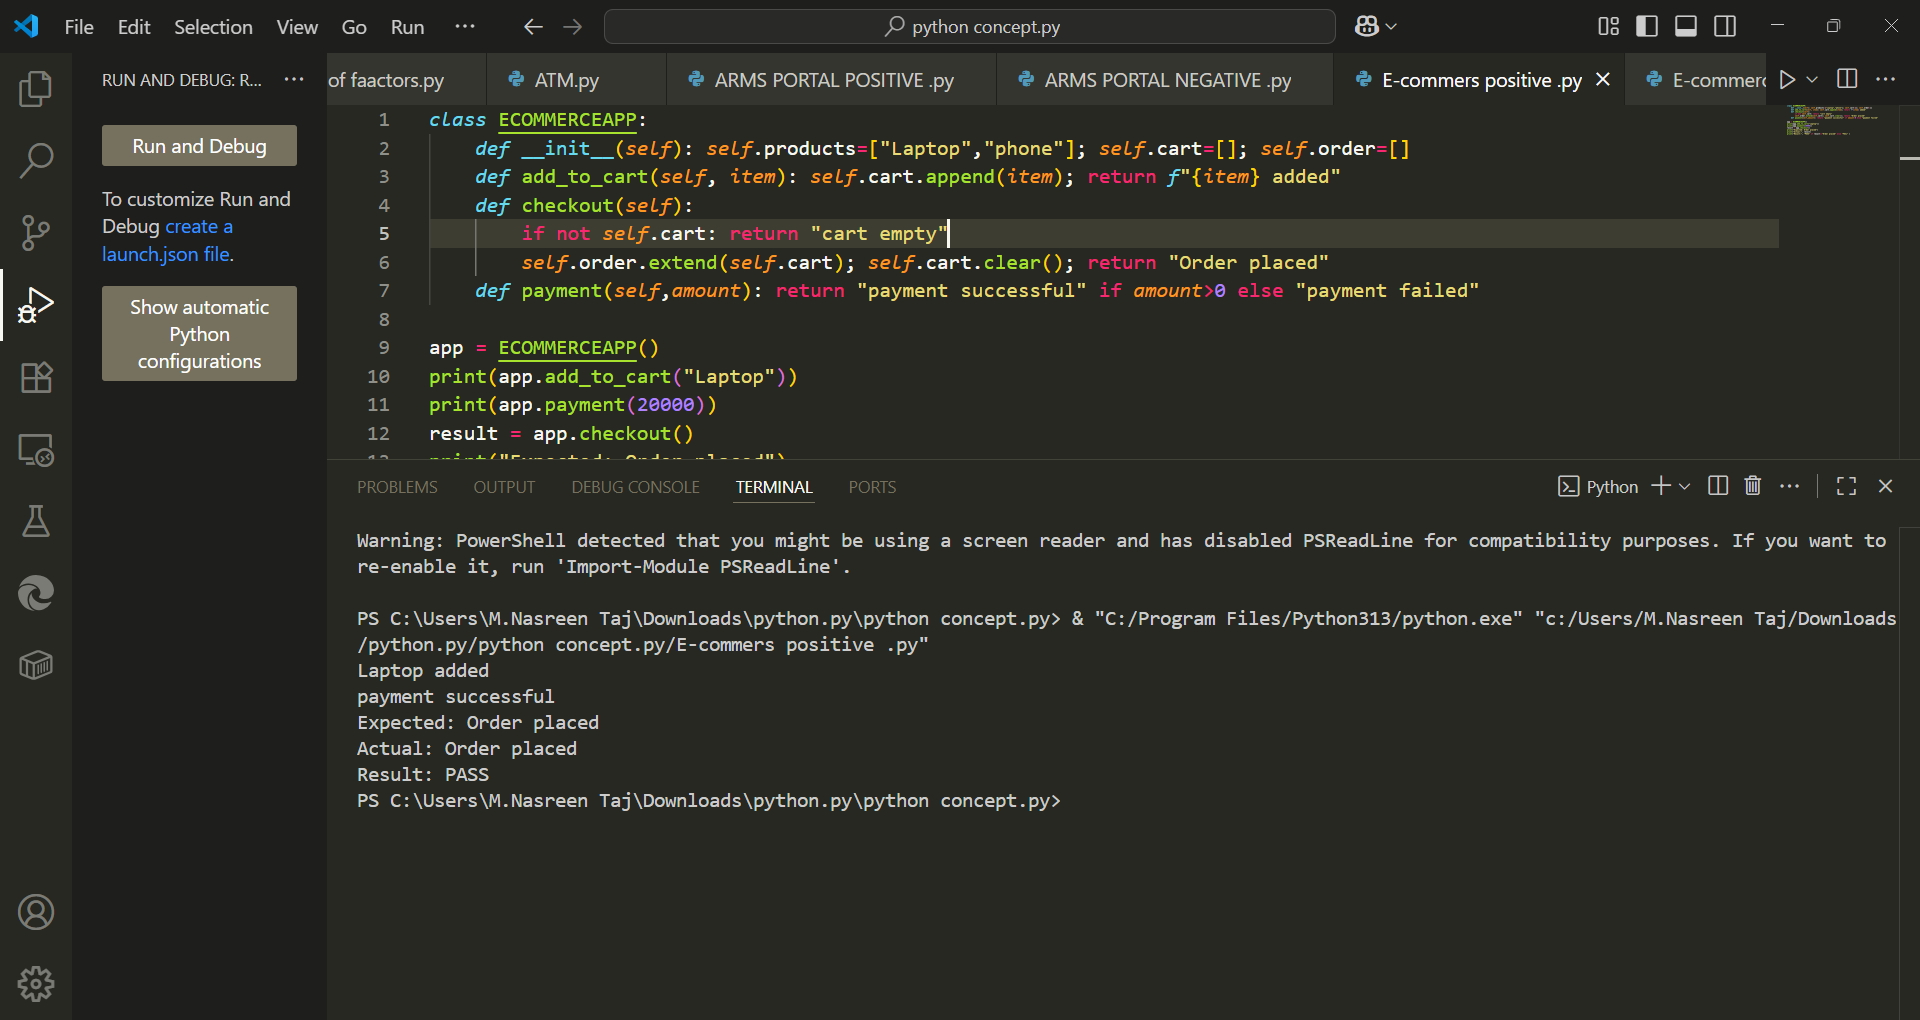 File Edit Selection View Go Run ··· python concept.py
RUN AND DEBUG: R... ···
Run and Debug
To customize Run and
Debug create a
launch.json file.
Show automatic
Python
configurations
of faactors.py ATM.py ARMS PORTAL POSITIVE .py ARMS PORTAL NEGATIVE .py E-commers positive .py E-commer
1 class ECOMMERCEAPP:
2 def __init__(self): self.products=["Laptop","phone"]; self.cart=[]; self.order=[]
3 def add_to_cart(self, item): self.cart.append(item); return f"{item} added"
4 def checkout(self):
5 if not self.cart: return "cart empty"
6 self.order.extend(self.cart); self.cart.clear(); return "Order placed"
7 def payment(self,amount): return "payment successful" if amount>0 else "payment failed"
8
9 app = ECOMMERCEAPP()
10 print(app.add_to_cart("Laptop"))
11 print(app.payment(20000))
12 result = app.checkout()
13 print("Expected: Order placed")
PROBLEMS OUTPUT DEBUG CONSOLE TERMINAL PORTS Python
Warning: PowerShell detected that you might be using a screen reader and has disabled PSReadLine for compatibility purposes. If you want to
re-enable it, run 'Import-Module PSReadLine'.
PS C:\Users\M.Nasreen Taj\Downloads\python.py\python concept.py> & "C:/Program Files/Python313/python.exe" "c:/Users/M.Nasreen Taj/Downloads
/python.py/python concept.py/E-commers positive .py"
Laptop added
payment successful
Expected: Order placed
Actual: Order placed
Result: PASS
PS C:\Users\M.Nasreen Taj\Downloads\python.py\python concept.py>